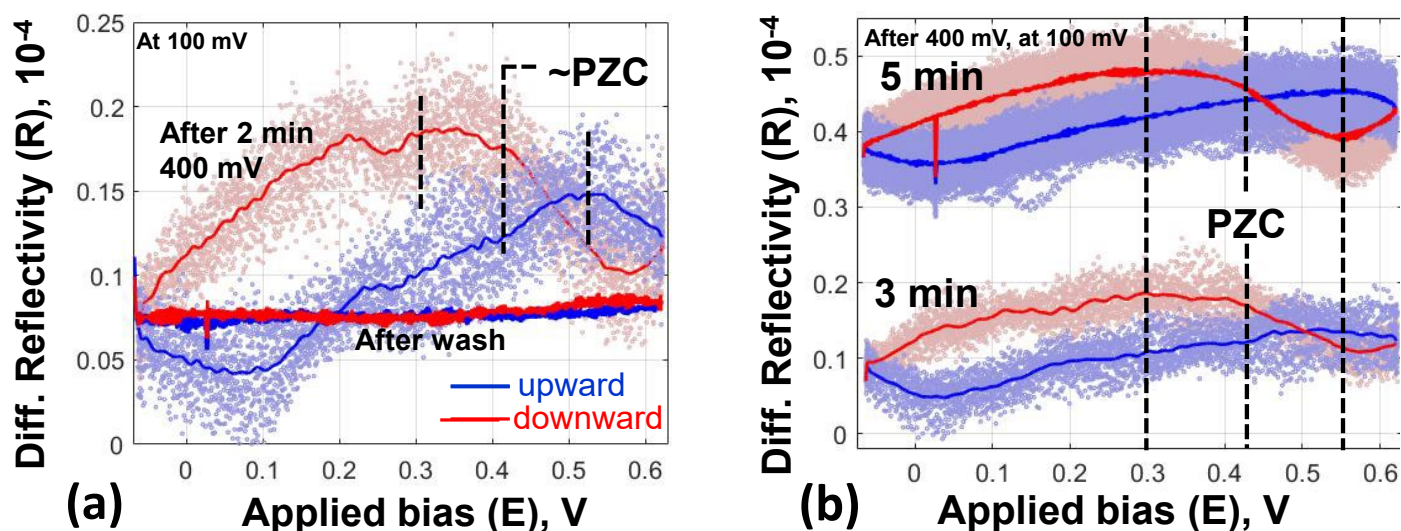 Diff. Reflectivity (R), 10-4
0.25
0.2
0.15
0.1
0.05
0
At 100 mV
After 2 min
400 mV
~PZC
After wash
upward
downward
0 0.1 0.2 0.3 0.4 0.5 0.6
(a)
Applied bias (E), V
Diff. Reflectivity (R), 10-4
0.5
0.4
0.3
0.2
0.1
0
After 400 mV, at 100 mV
5 min
PZC
3 min
0 0.1 0.2 0.3 0.4 0.5 0.6
(b)
Applied bias (E), V